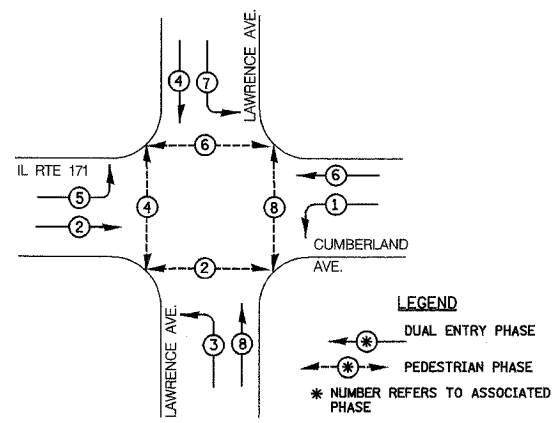 LAWRENCE AVE.
4
7
6
IL RTE 171
6
5
1
4
8
2
CUMBERLAND
AVE.
2
LEGEND
LAWRENCE AVE.
3
8
DUAL ENTRY PHASE
*
PEDESTRIAN PHASE
*
* NUMBER REFERS TO ASSOCIATED
PHASE